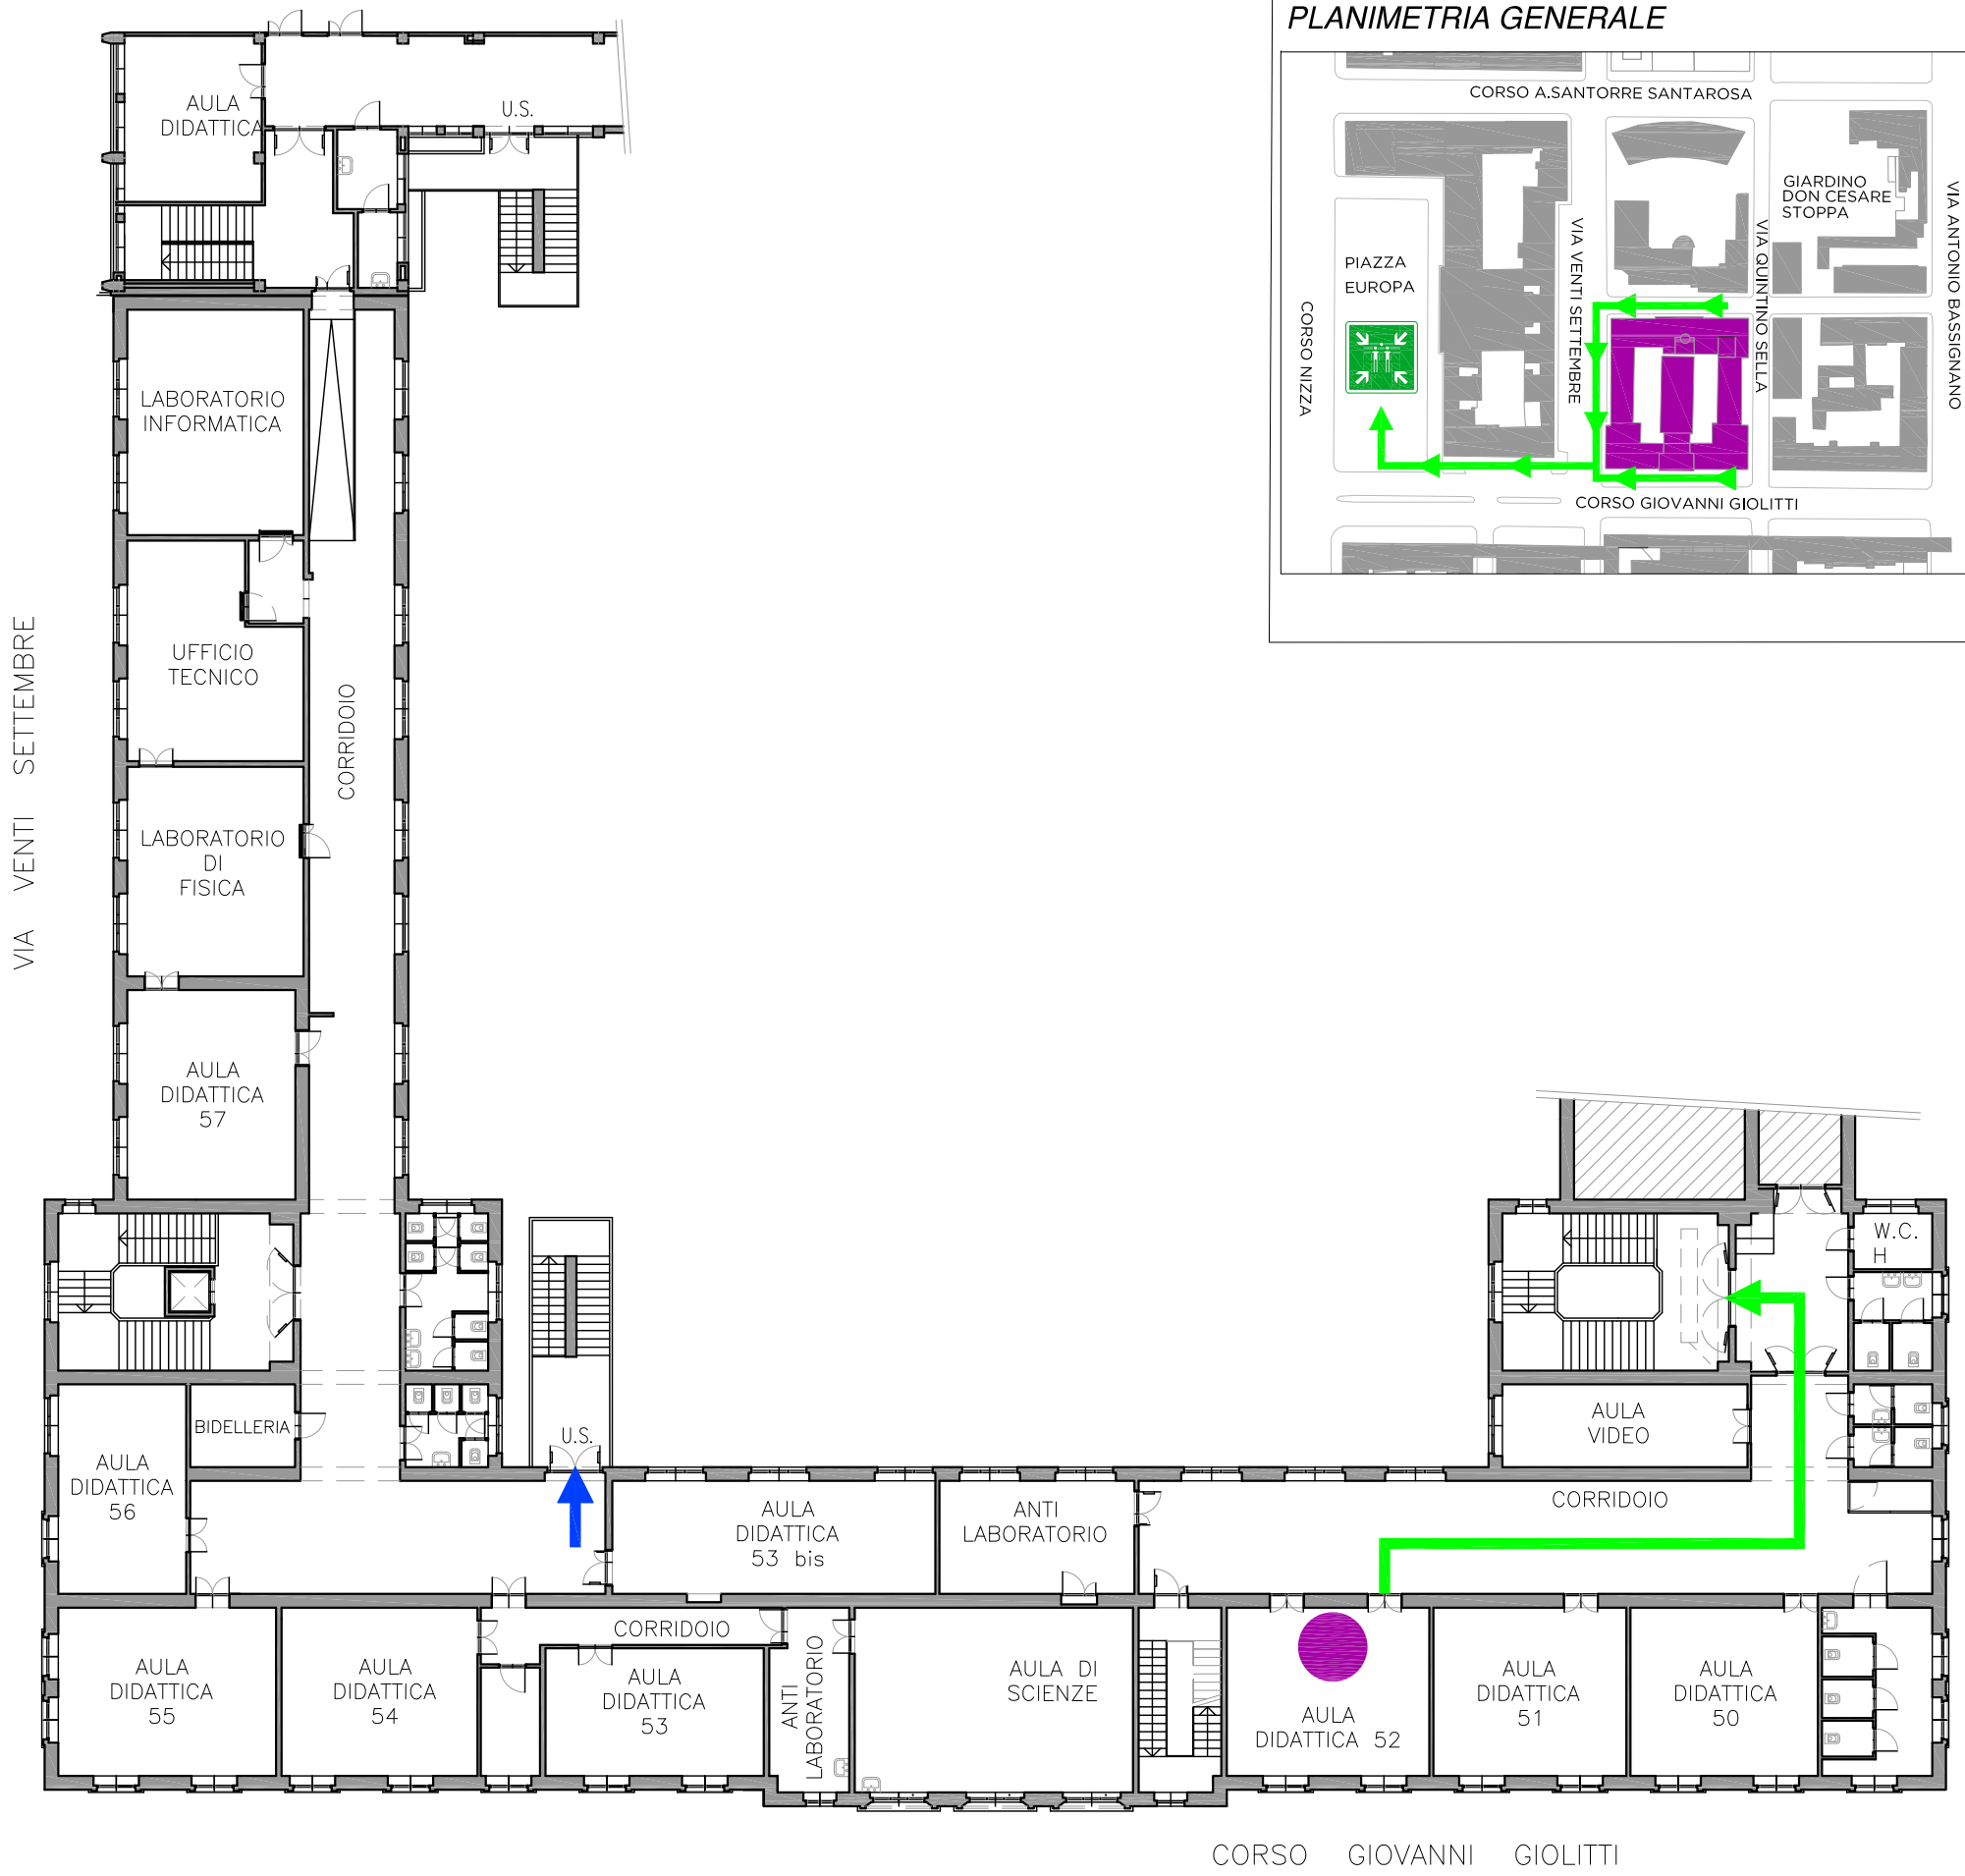 PLANIMETRIA GENERALE
CORSO A.SANTORRE SANTAROSA
GIARDINO
DON CESARE
STOPPA
VIA ANTONIO BASSIGNANO
VIA QUINTINO SELLA
VIA VENTI SETTEMBRE
PIAZZA
EUROPA
CORSO NIZZA
CORSO GIOVANNI GIOLITTI
AULA
DIDATTICA
U.S.
LABORATORIO
INFORMATICA
UFFICIO
TECNICO
CORRIDOIO
VIA VENTI SETTEMBRE
LABORATORIO
DI
FISICA
AULA
DIDATTICA
57
W.C.
H
BIDELLERIA
U.S.
AULA
VIDEO
AULA
DIDATTICA
56
AULA
DIDATTICA
53 bis
ANTI
LABORATORIO
CORRIDOIO
CORRIDOIO
AULA
DIDATTICA
55
AULA
DIDATTICA
54
AULA
DIDATTICA
53
ANTI
LABORATORIO
AULA DI
SCIENZE
AULA
DIDATTICA 52
AULA
DIDATTICA
51
AULA
DIDATTICA
50
CORSO GIOVANNI GIOLITTI